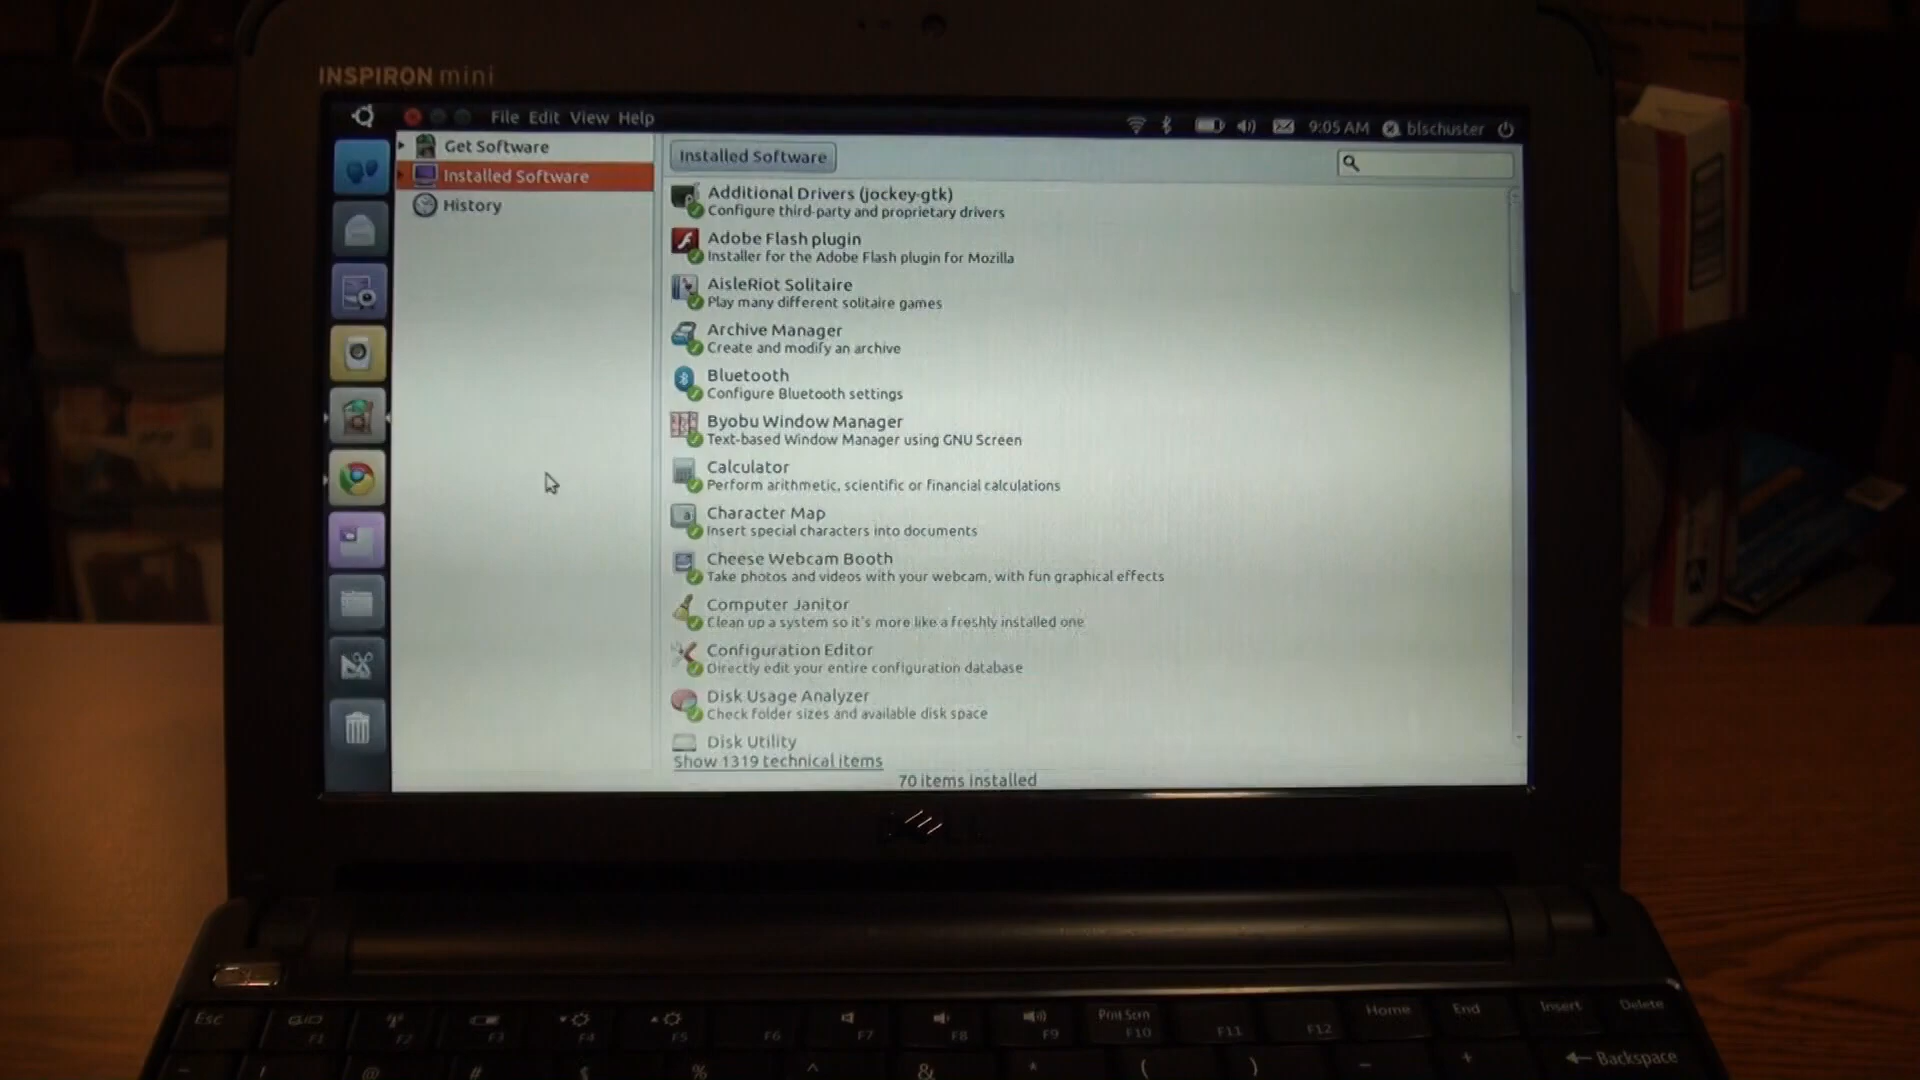 INSPIRON mini
File Edit View Help
9:05 AM blschuster
Get Software
Installed Software
History
Installed Software
Additional Drivers (jockey-gtk)
Configure third-party and proprietary drivers
Adobe Flash plugin
Installer for the Adobe Flash plugin for Mozilla
AisleRiot Solitaire
Play many different solitaire games
Archive Manager
Create and modify an archive
Bluetooth
Configure Bluetooth settings
Byobu Window Manager
Text-based Window Manager using GNU Screen
Calculator
Perform arithmetic, scientific or financial calculations
Character Map
Insert special characters into documents
Cheese Webcam Booth
Take photos and videos with your webcam, with fun graphical effects
Computer Janitor
Clean up a system so it's more like a freshly installed one
Configuration Editor
Directly edit your entire configuration database
Disk Usage Analyzer
Check folder sizes and available disk space
Disk Utility
Show 1319 technical items
70 items installed
Esc F1 F2 F3 F4 F5 F6 F7 F8 F9 Prnt Scrn F10 F11 F12 Home End Insert Delete
! @ # $ % ^ & * ( ) - + Backspace